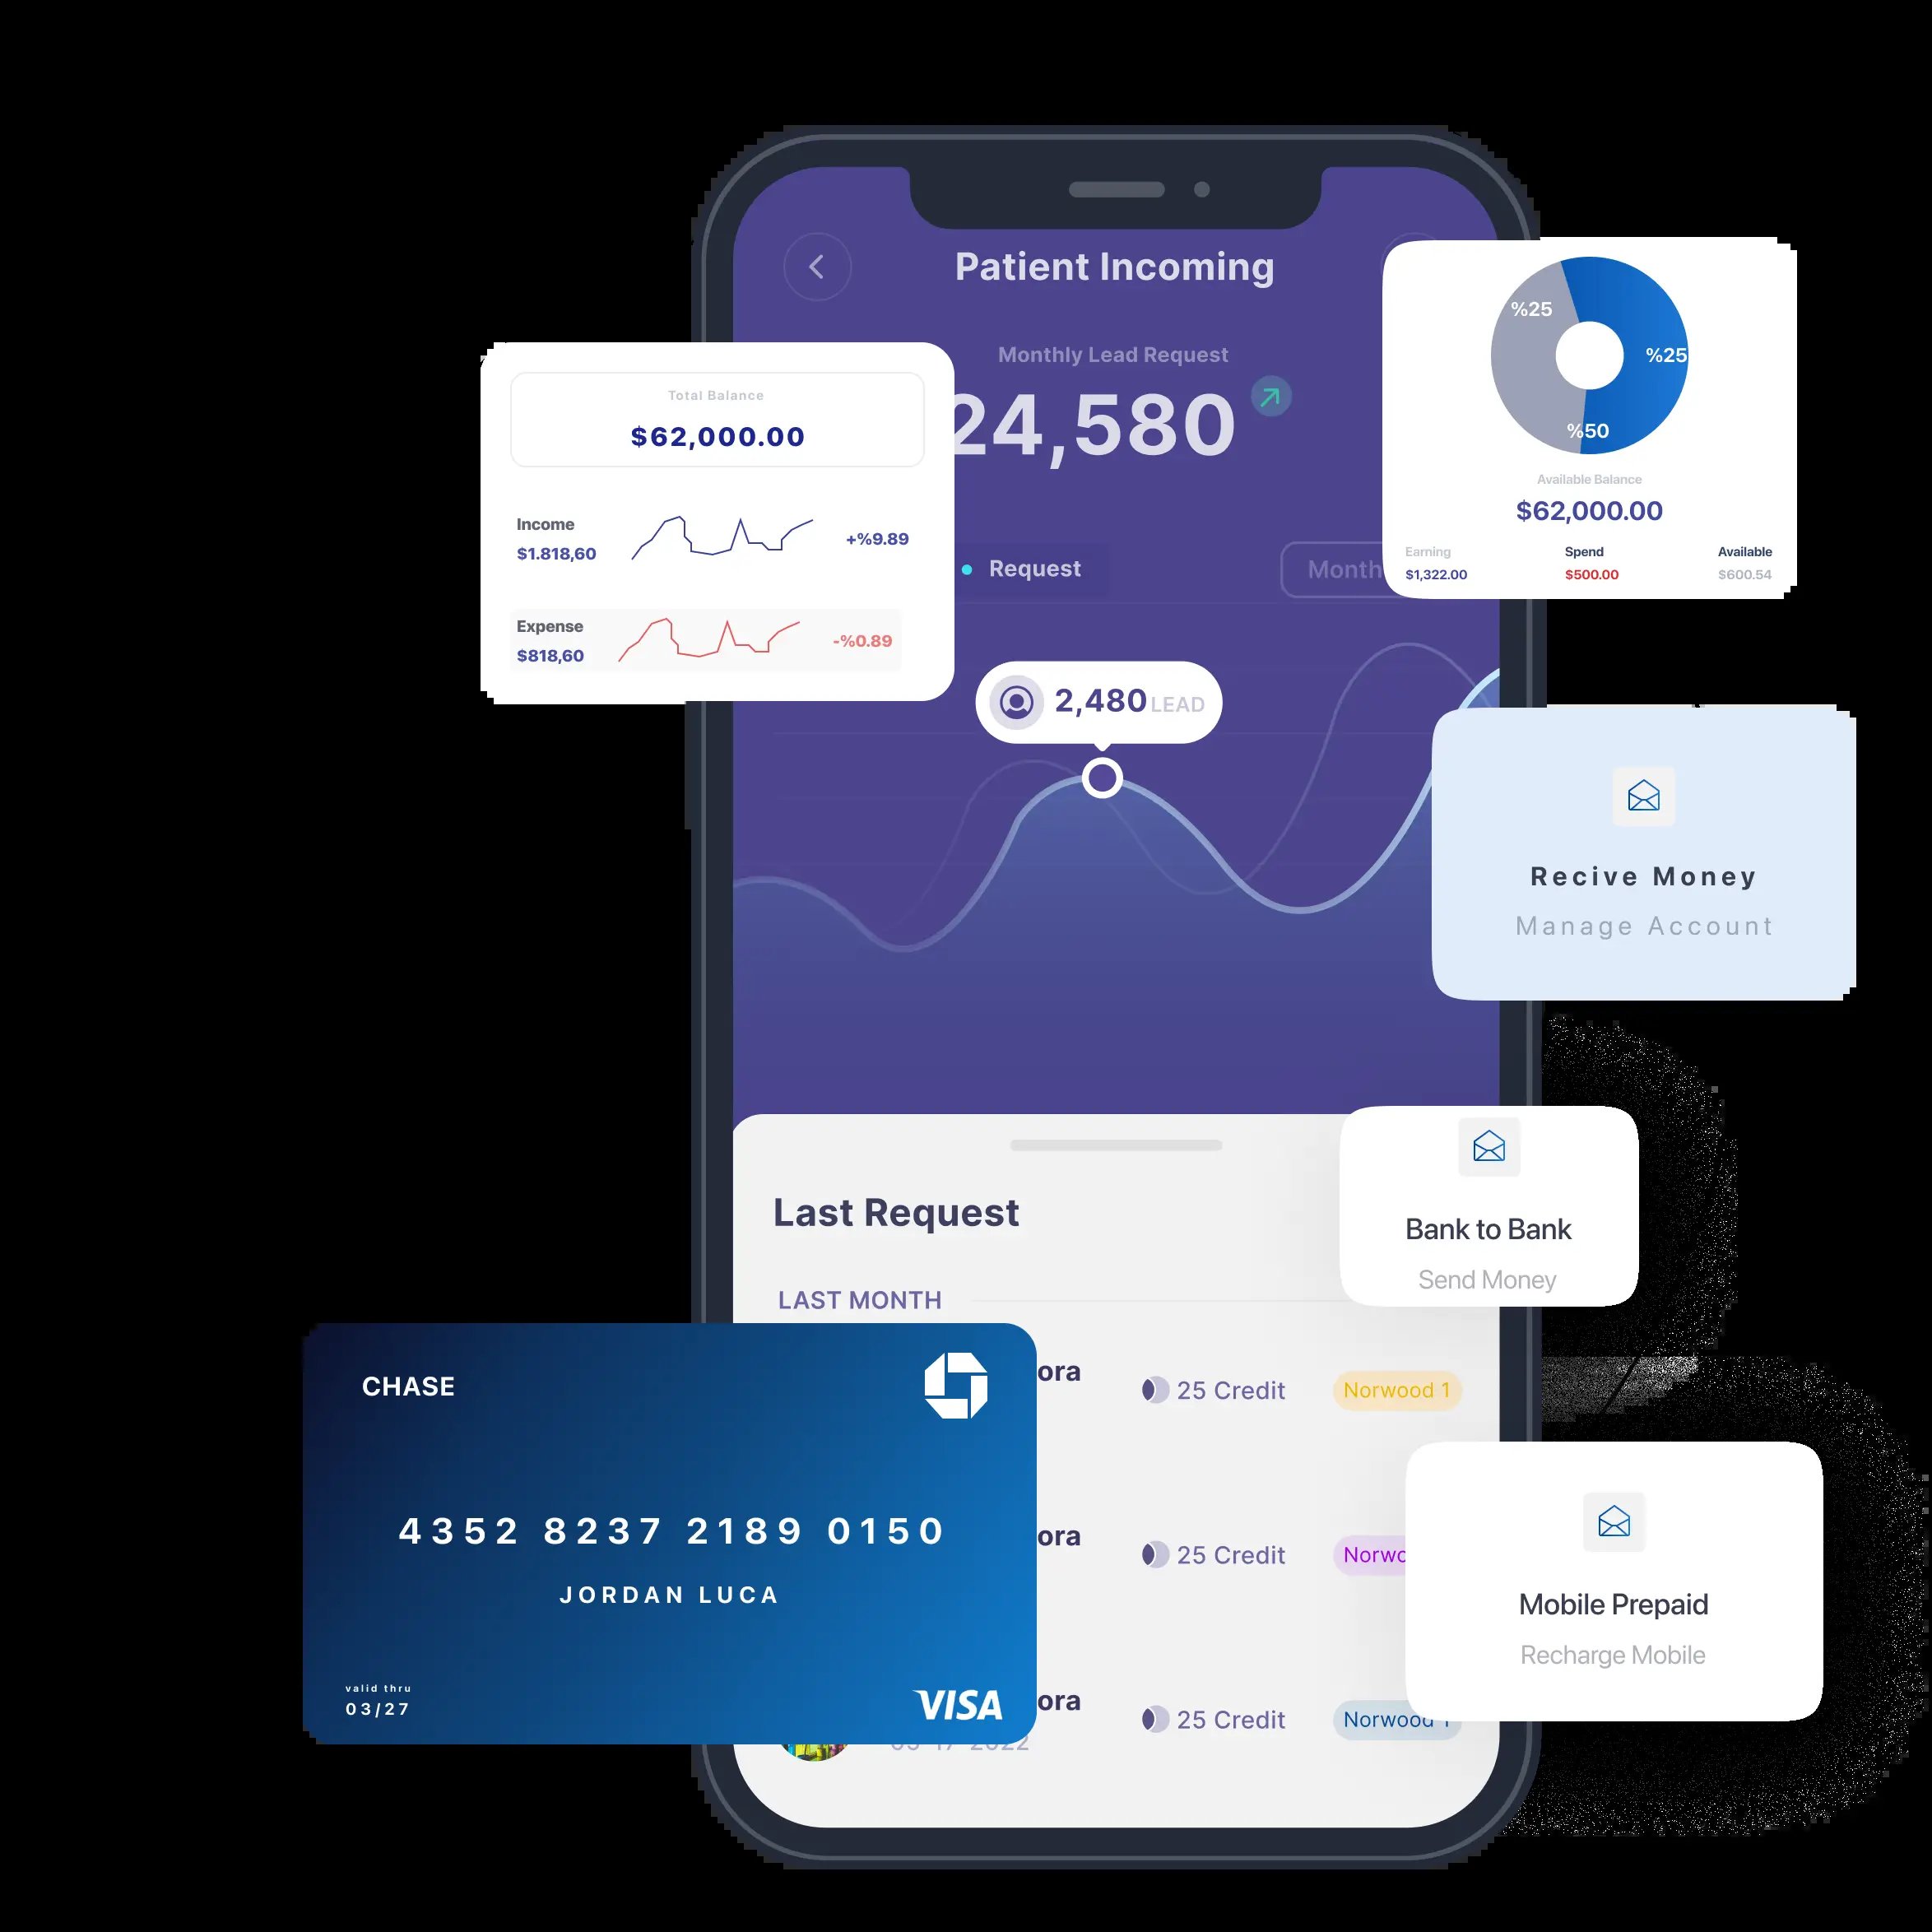 Patient Incoming
Monthly Lead Request
24,580
Request
Month
2,480 LEAD
Total Balance
$62,000.00
Income
$1.818,60
+%9.89
Expense
$818,60
-%0.89
%25
%25
%50
Available Balance
$62,000.00
Earning
Spend
Available
$1,322.00
$500.00
$600.54
Recive Money
Manage Account
Bank to Bank
Send Money
Last Request
LAST MONTH
ora
25 Credit
Norwood 1
ora
25 Credit
Norwo
ora
25 Credit
Norwood 1
Mobile Prepaid
Recharge Mobile
CHASE
4352 8237 2189 0150
JORDAN LUCA
valid thru
03/27
VISA